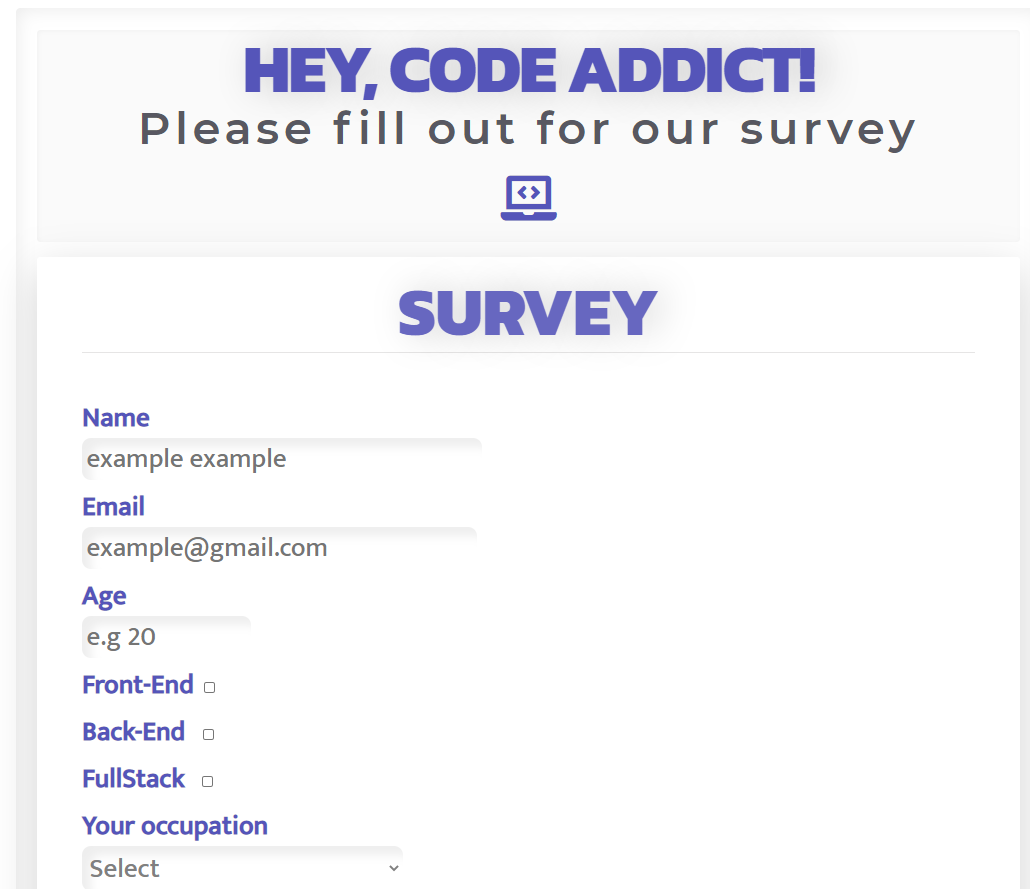 HEY, CODE ADDICT!
Please fill out for our survey
SURVEY
Name
example example
Email
example@gmail.com
Age
e.g 20
Front-End
Back-End
FullStack
Your occupation
Select